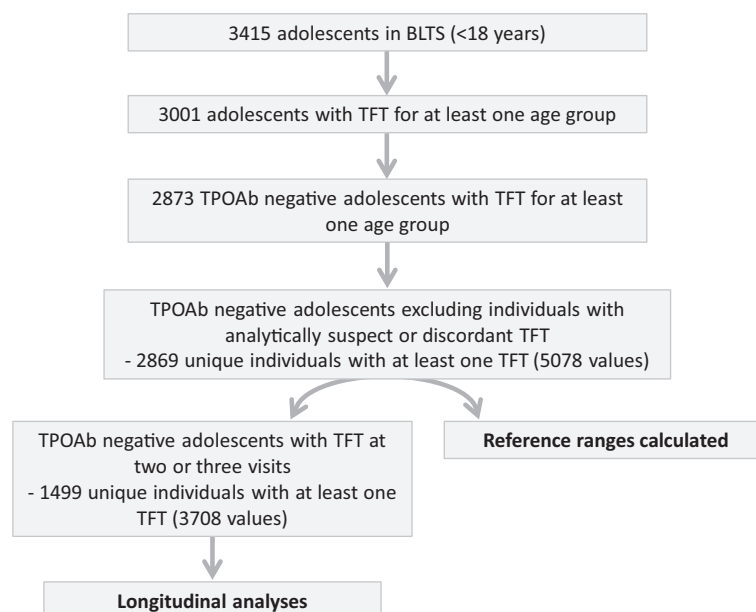 3415 adolescents in BLTS (<18 years)
3001 adolescents with TFT for at least one age group
2873 TPOAb negative adolescents with TFT for at least
one age group
TPOAb negative adolescents excluding individuals with
analytically suspect or discordant TFT
- 2869 unique individuals with at least one TFT (5078 values)
TPOAb negative adolescents with TFT at
two or three visits
- 1499 unique individuals with at least one
TFT (3708 values)
Reference ranges calculated
Longitudinal analyses